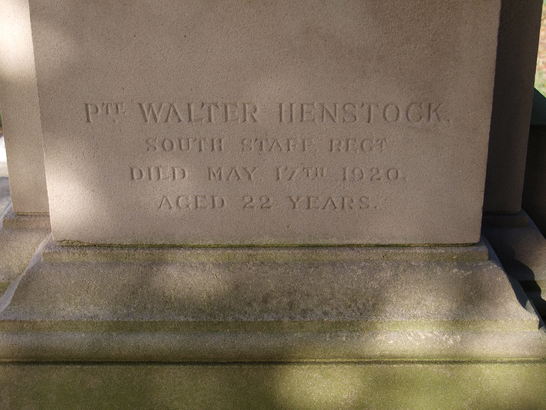 PTE WALTER HENSTOCK.
SOUTH STAFF. REGT
DIED MAY 17TH 1920.
AGED 22 YEARS.